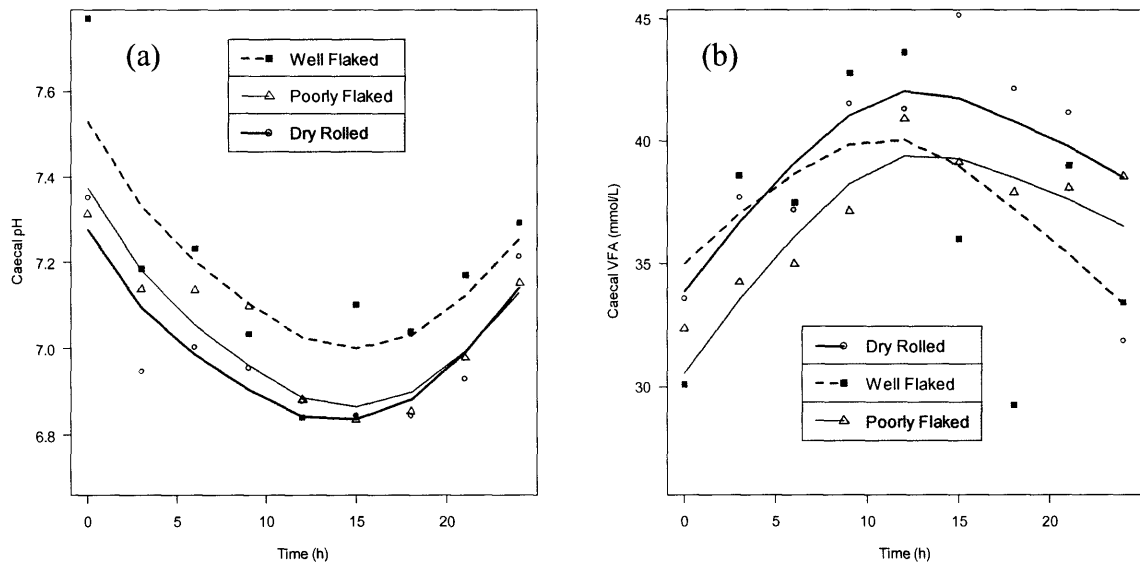 (a)
Well Flaked
Poorly Flaked
Dry Rolled
7.6
7.4
7.2
7.0
6.8
Caecal pH
0 5 10 15 20
Time (h)
(b)
45
40
35
30
Caecal VFA (mmol/L)
Dry Rolled
Well Flaked
Poorly Flaked
0 5 10 15 20
Time (h)